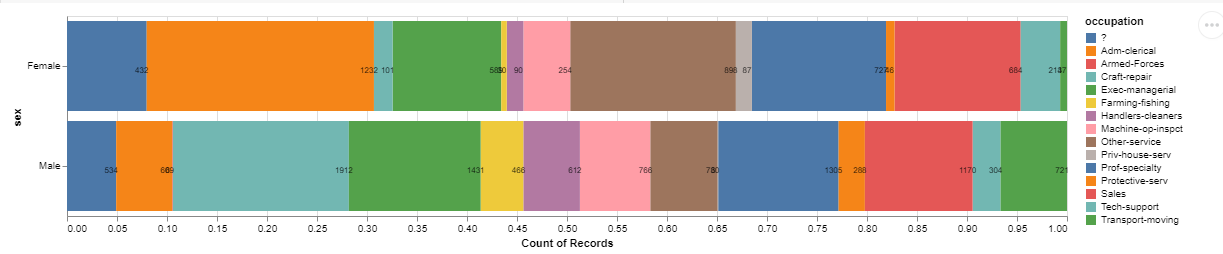 occupation
?
Adm-clerical
Armed-Forces
Craft-repair
Exec-managerial
Farming-fishing
Handlers-cleaners
Machine-op-inspct
Other-service
Priv-house-serv
Prof-specialty
Protective-serv
Sales
Tech-support
Transport-moving
sex
Female
432 1232 101 90 254 898 87 727 46 684
Male
534 1912 1431 466 612 766 1305 288 1170 304 721
0.00 0.05 0.10 0.15 0.20 0.25 0.30 0.35 0.40 0.45 0.50 0.55 0.60 0.65 0.70 0.75 0.80 0.85 0.90 0.95 1.00
Count of Records